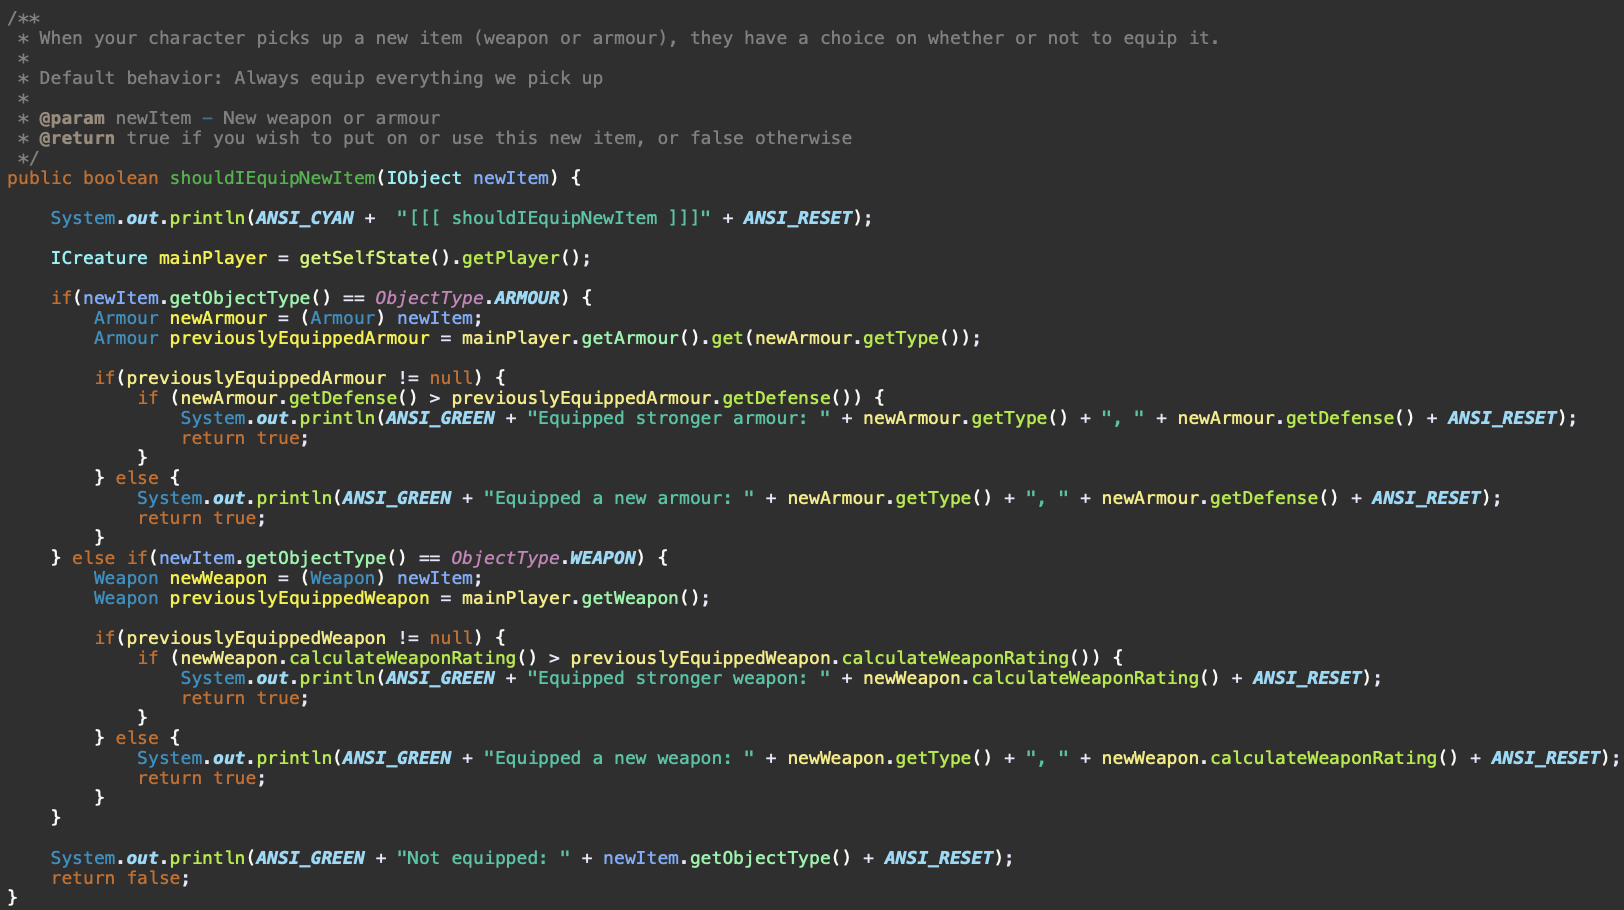 /**
 * When your character picks up a new item (weapon or armour), they have a choice on whether or not to equip it.
 *
 * Default behavior: Always equip everything we pick up
 *
 * @param newItem – New weapon or armour
 * @return true if you wish to put on or use this new item, or false otherwise
 */
public boolean shouldIEquipNewItem(IObject newItem) {

    System.out.println(ANSI_CYAN +  "[[[ shouldIEquipNewItem ]]]" + ANSI_RESET);

    ICreature mainPlayer = getSelfState().getPlayer();

    if(newItem.getObjectType() == ObjectType.ARMOUR) {
        Armour newArmour = (Armour) newItem;
        Armour previouslyEquippedArmour = mainPlayer.getArmour().get(newArmour.getType());

        if(previouslyEquippedArmour != null) {
            if (newArmour.getDefense() > previouslyEquippedArmour.getDefense()) {
                System.out.println(ANSI_GREEN + "Equipped stronger armour: " + newArmour.getType() + ", " + newArmour.getDefense() + ANSI_RESET);
                return true;
            }
        } else {
            System.out.println(ANSI_GREEN + "Equipped a new armour: " + newArmour.getType() + ", " + newArmour.getDefense() + ANSI_RESET);
            return true;
        }
    } else if(newItem.getObjectType() == ObjectType.WEAPON) {
        Weapon newWeapon = (Weapon) newItem;
        Weapon previouslyEquippedWeapon = mainPlayer.getWeapon();

        if(previouslyEquippedWeapon != null) {
            if (newWeapon.calculateWeaponRating() > previouslyEquippedWeapon.calculateWeaponRating()) {
                System.out.println(ANSI_GREEN + "Equipped stronger weapon: " + newWeapon.calculateWeaponRating() + ANSI_RESET);
                return true;
            }
        } else {
            System.out.println(ANSI_GREEN + "Equipped a new weapon: " + newWeapon.getType() + ", " + newWeapon.calculateWeaponRating() + ANSI_RESET);
            return true;
        }
    }

    System.out.println(ANSI_GREEN + "Not equipped: " + newItem.getObjectType() + ANSI_RESET);
    return false;
}